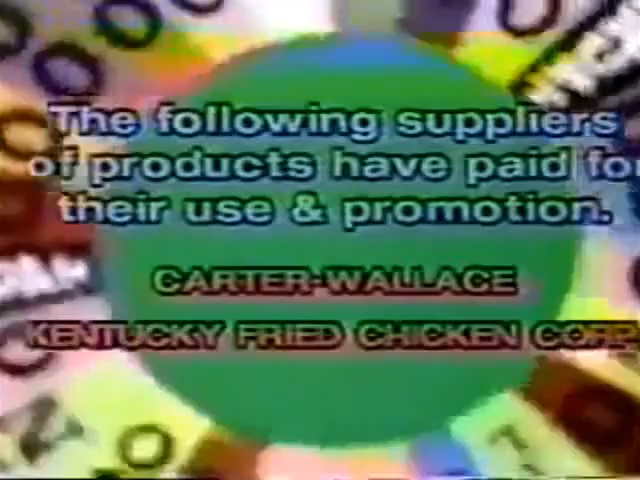 The following suppliers
of products have paid for
their use & promotion.
CARTER-WALLACE
KENTUCKY FRIED CHICKEN CORP.